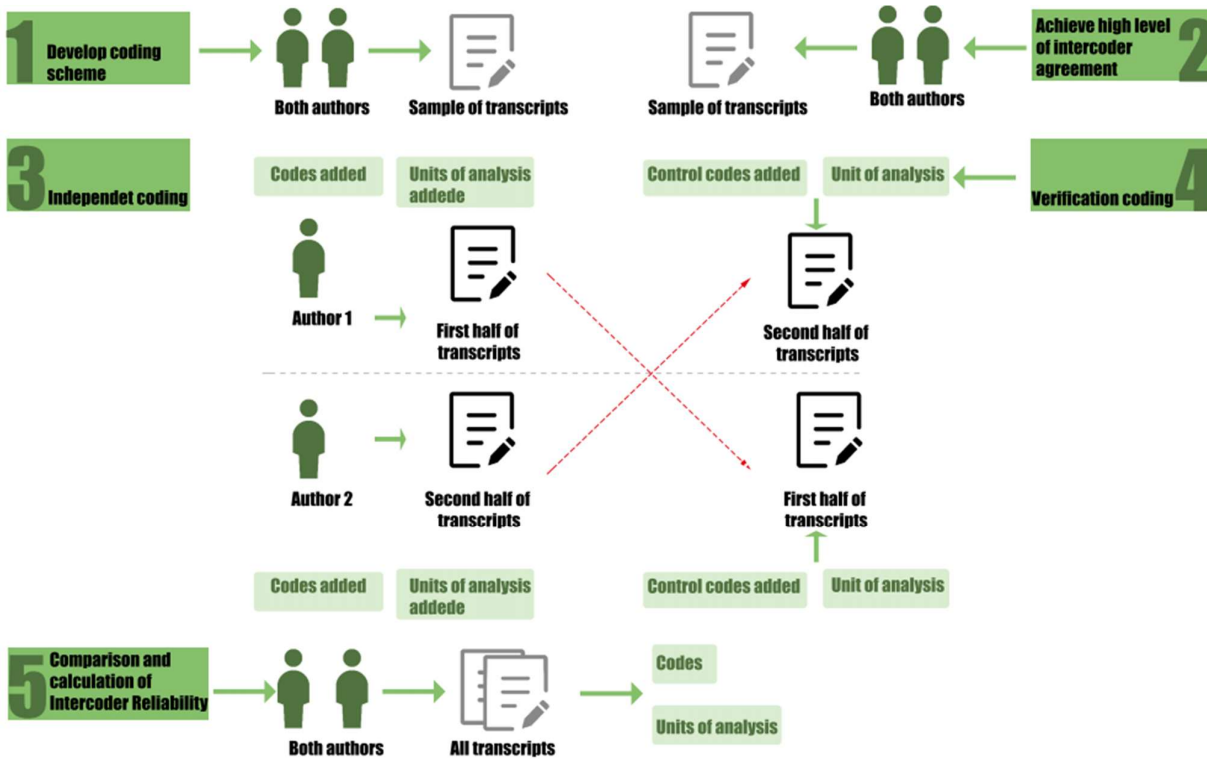 1
Develop coding
scheme
Both authors
Sample of transcripts
Sample of transcripts
Both authors
Achieve high level
of intercoder
agreement
2
3
Independet coding
Codes added
Units of analysis
addede
Control codes added
Unit of analysis
Verification coding
4
Author 1
First half of
transcripts
Second half of
transcripts
Author 2
Second half of
transcripts
First half of
transcripts
Codes added
Units of analysis
addede
Control codes added
Unit of analysis
5
Comparison and
calculation of
Intercoder Reliability
Both authors
All transcripts
Codes
Units of analysis